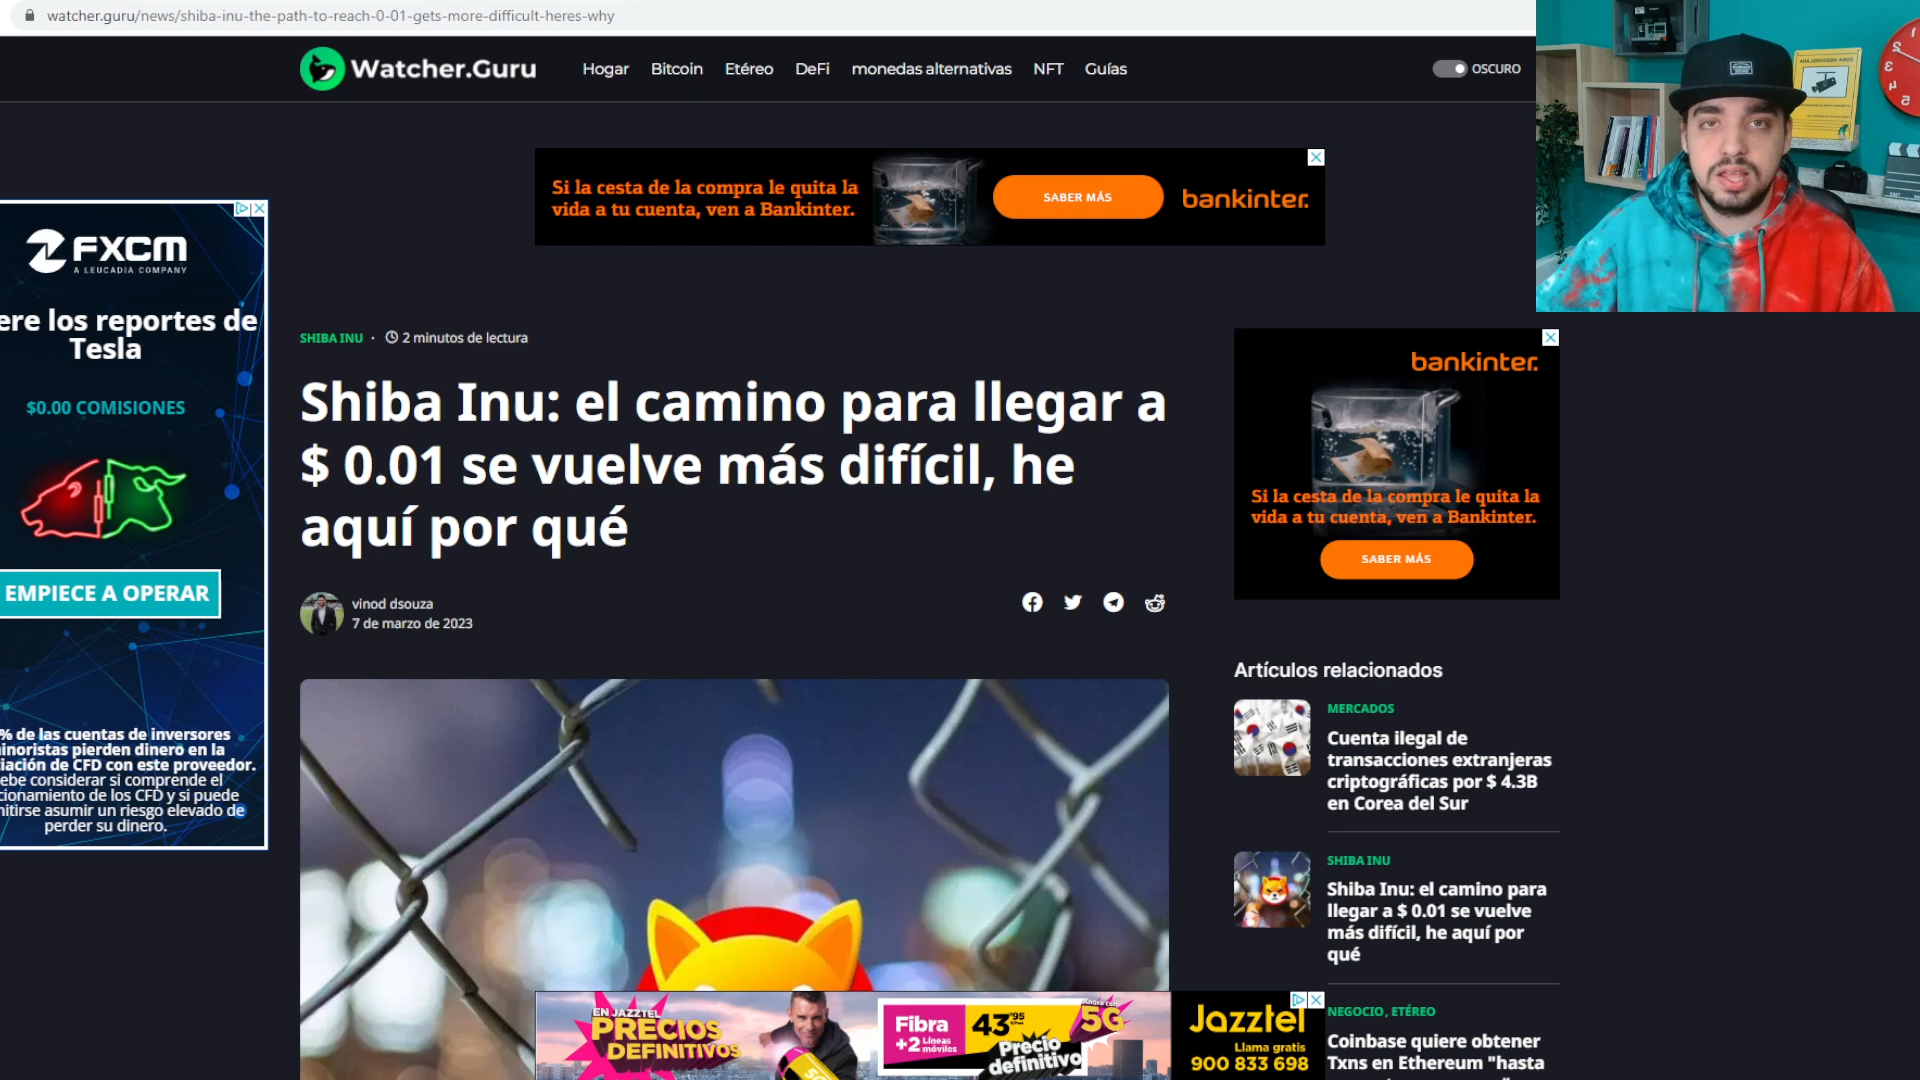 watcher.guru/news/shiba-inu-the-path-to-reach-0-01-gets-more-difficult-heres-why
Watcher.Guru
Hogar
Bitcoin
Etéreo
DeFi
monedas alternativas
NFT
Guías
OSCURO
Si la cesta de la compra le quita la
vida a tu cuenta, ven a Bankinter.
SABER MÁS
bankinter.
FXCM
A LEUCADIA COMPANY
ere los reportes de
Tesla
$0.00 COMISIONES
EMPIECE A OPERAR
% de las cuentas de inversores
inoristas pierden dinero en la
iación de CFD con este proveedor.
ebe considerar si comprende el
cionamiento de los CFD y si puede
nitirse asumir un riesgo elevado de
perder su dinero.
SHIBA INU · 2 minutos de lectura
Shiba Inu: el camino para llegar a
$ 0.01 se vuelve más difícil, he
aquí por qué
vinod dsouza
7 de marzo de 2023
bankinter.
Si la cesta de la compra le quita la
vida a tu cuenta, ven a Bankinter.
SABER MÁS
Artículos relacionados
MERCADOS
Cuenta ilegal de
transacciones extranjeras
criptográficas por $ 4.3B
en Corea del Sur
SHIBA INU
Shiba Inu: el camino para
llegar a $ 0.01 se vuelve
más difícil, he aquí por
qué
NEGOCIO, ETÉREO
Coinbase quiere obtener
Txns en Ethereum "hasta
EN JAZZTEL
PRECIOS
DEFINITIVOS
Fibra
+2 Líneas
móviles
43'95
€/mes
Precio
definitivo
Ahora con
5G
Jazztel
Llama gratis
900 833 698